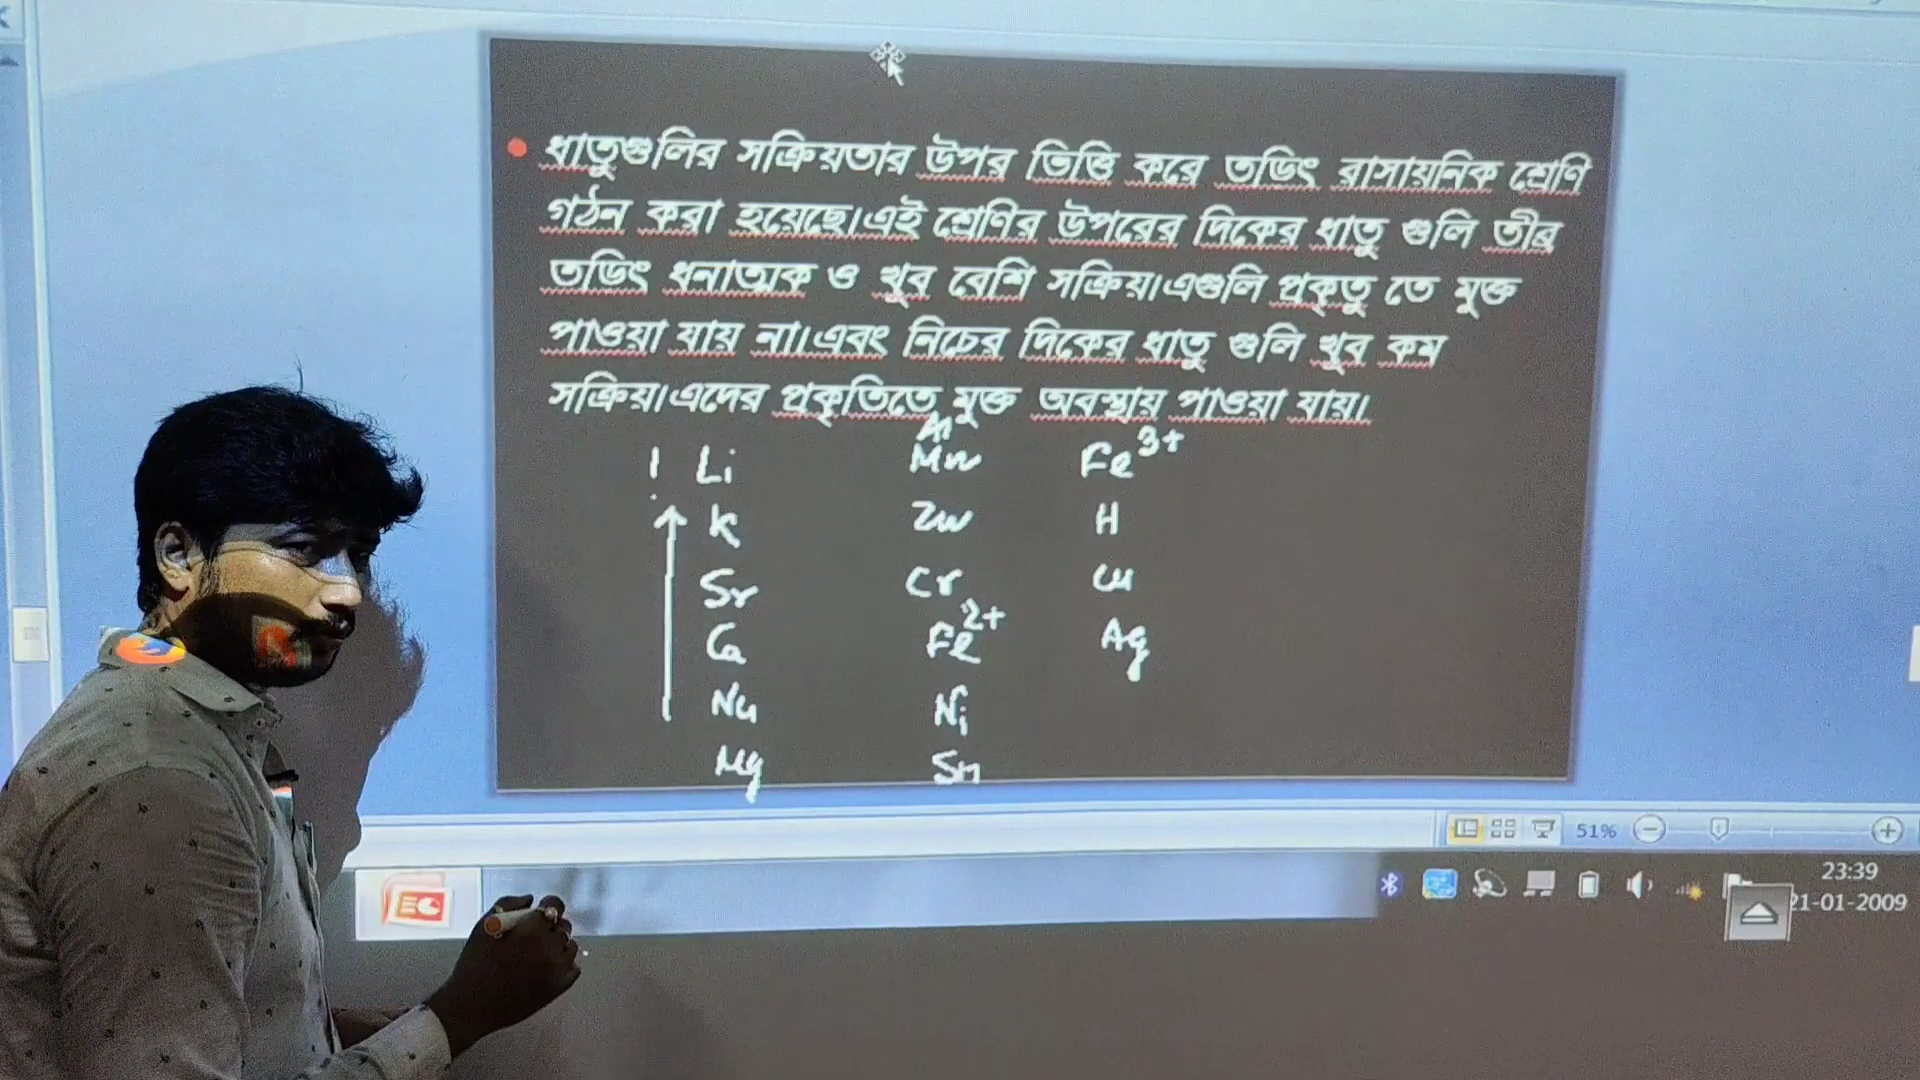 ধাতুগুলির সক্রিয়তার উপর ভিত্তি করে তডিৎ রাসায়নিক শ্রেণি
গঠন করা হয়েছে।এই শ্রেণির উপরের দিকের ধাতু গুলি তীব্র
তডিৎ ধনাত্মক ও খুব বেশি সক্রিয়।এগুলি প্রকৃতু তে মুক্ত
পাওয়া যায় না।এবং নিচের দিকের ধাতু গুলি খুব কম
সক্রিয়।এদের প্রকৃতিতে মুক্ত অবস্থায় পাওয়া যায়।
Li
K
Sr
Ca
Na
Mg
Mn
Zn
Cr
Fe2+
Ni
Sn
Fe3+
H
Cu
Ag
51%
23:39
21-01-2009